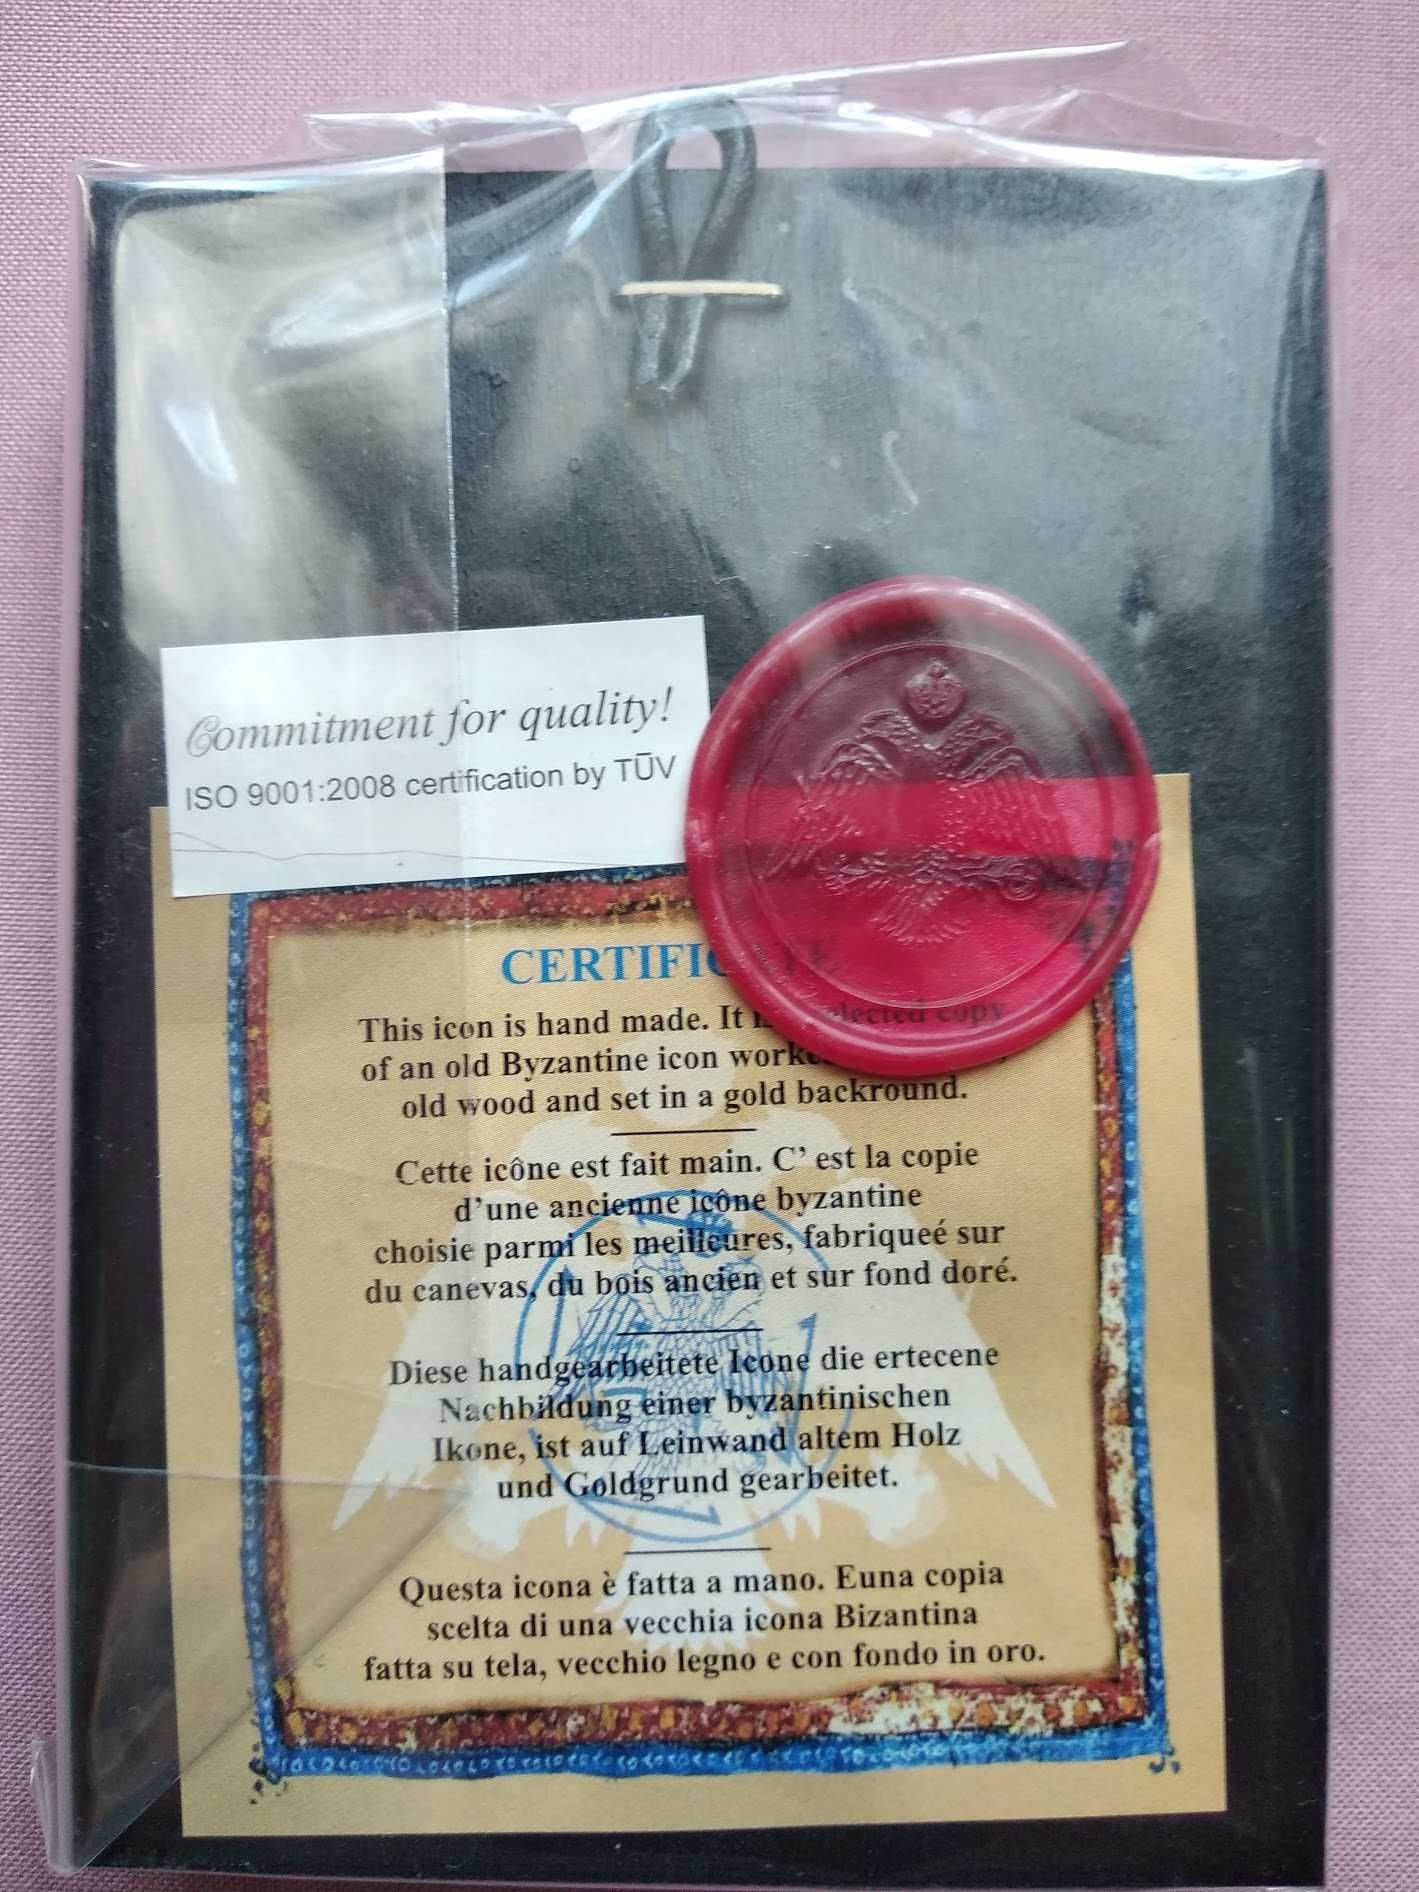 Commitment for quality!
ISO 9001:2008 certification by TŪV
CERTIFICATE
This icon is hand made. It is selected copy
of an old Byzantine icon
old wood and set in a gold backround.
Cette icône est fait main. C' est la copie
d'une ancienne icône byzantine
choisie parmi les meilleures, fabriqueé sur
du canevas, du bois ancien et sur fond doré.
Diese handgearbeitete Icone die ertecene
Nachbildung einer byzantinischen
Ikone, ist auf Leinwand altem Holz
und Goldgrund gearbeitet.
Questa icona è fatta a mano. Euna copia
scelta di una vecchia icona Bizantina
fatta su tela, vecchio legno e con fondo in oro.